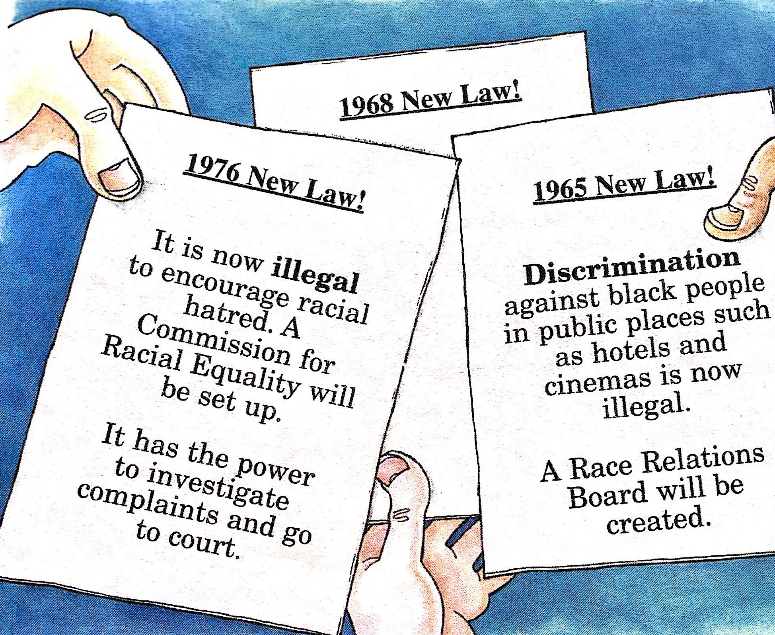 1968 New Law!
1976 New Law!
It is now illegal
to encourage racial
hatred. A
Commission for
Racial Equality will
be set up.
It has the power
to investigate
complaints and go
to court.
1965 New Law!
Discrimination
against black people
in public places such
as hotels and
cinemas is now
illegal.
A Race Relations
Board will be
created.